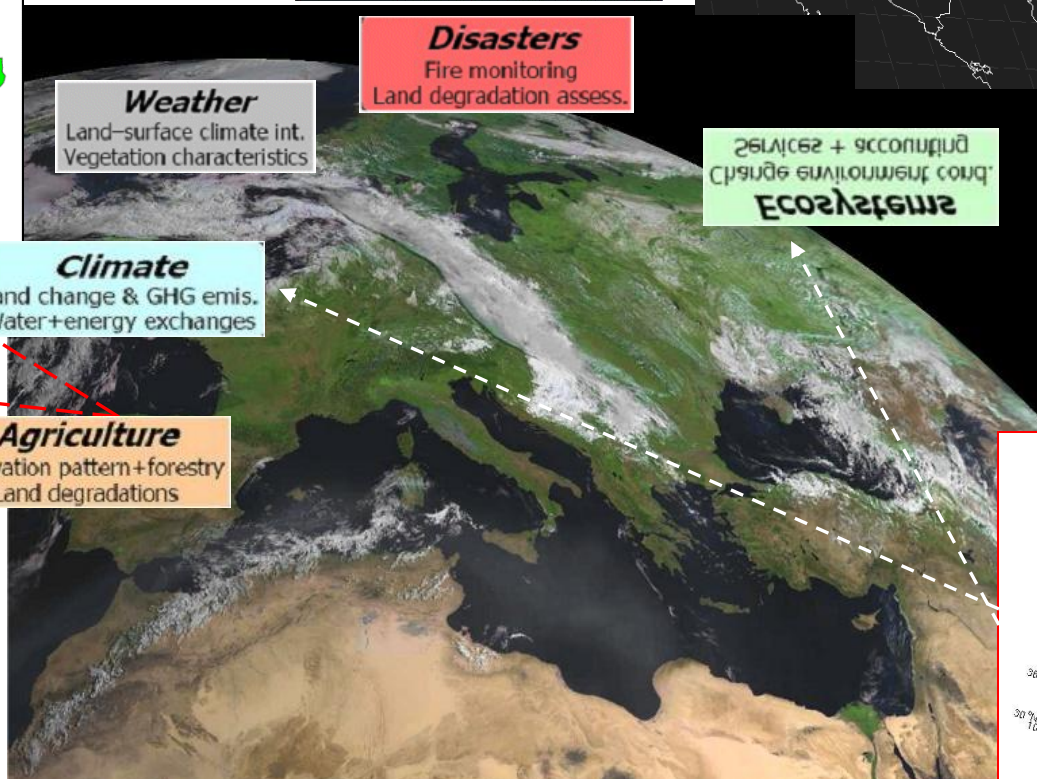 Disasters
Fire monitoring
Land degradation assess.
Weather
Land-surface climate int.
Vegetation characteristics
Ecosystems
Change environment cond.
Services + accounting
Climate
and change & GHG emis.
Water+energy exchanges
Agriculture
vation pattern+forestry
Land degradations